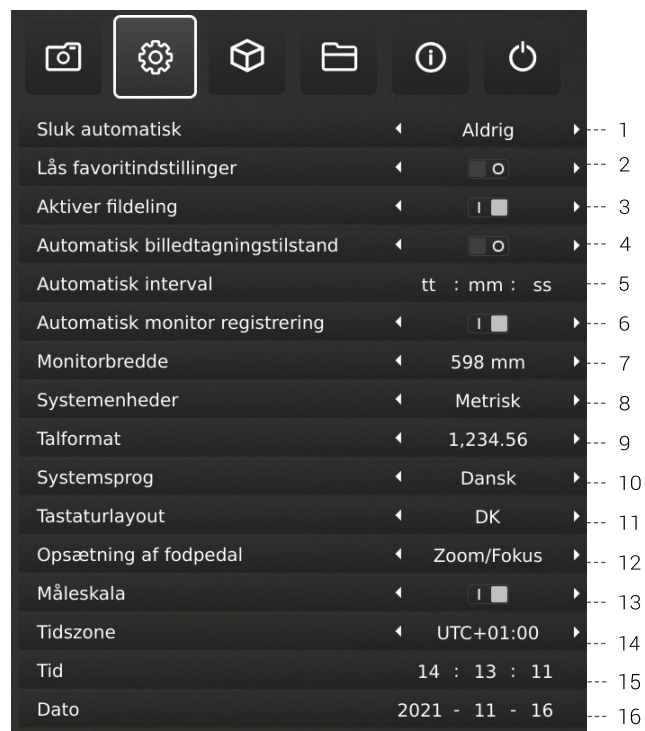 Sluk automatisk Aldrig 1
Lås favoritindstillinger O 2
Aktiver fildeling I 3
Automatisk billedtagningstilstand O 4
Automatisk interval tt : mm : ss 5
Automatisk monitor registrering I 6
Monitorbredde 598 mm 7
Systemenheder Metrisk 8
Talformat 1,234.56 9
Systemsprog Dansk 10
Tastaturlayout DK 11
Opsætning af fodpedal Zoom/Fokus 12
Måleskala I 13
Tidszone UTC+01:00 14
Tid 14 : 13 : 11 15
Dato 2021 - 11 - 16 16